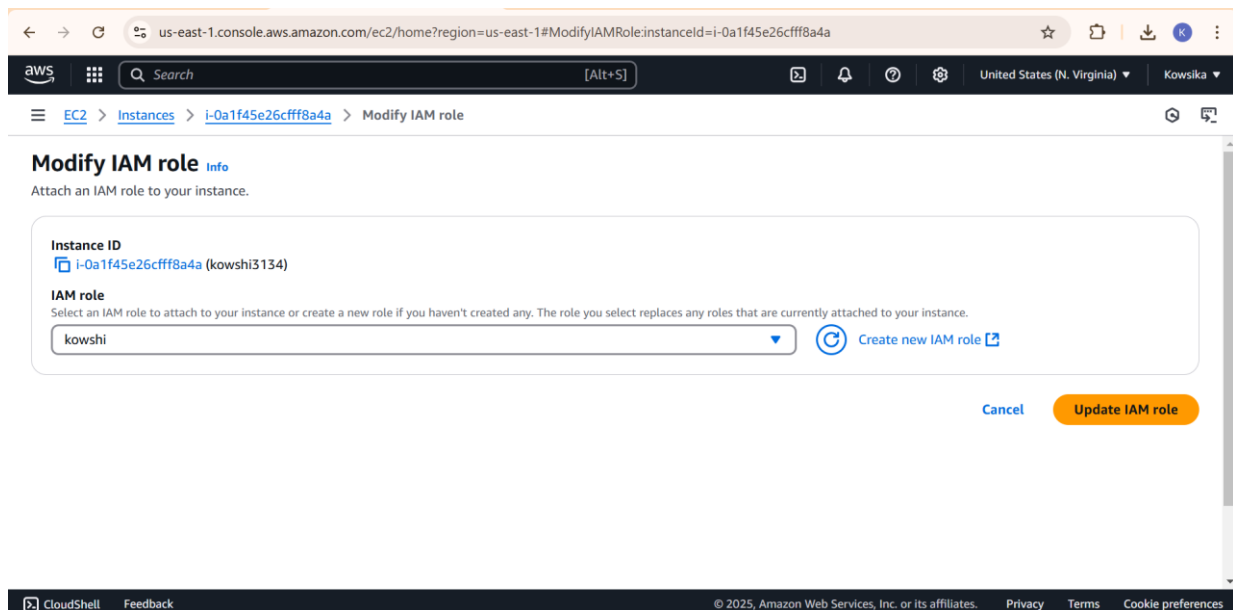 us-east-1.console.aws.amazon.com/ec2/home?region=us-east-1#ModifyIAMRole:instanceId=i-0a1f45e26cfff8a4a
K
aws
Search [Alt+S] United States (N. Virginia) Kowsika
EC2 > Instances > i-0a1f45e26cfff8a4a > Modify IAM role
Modify IAM role Info
Attach an IAM role to your instance.
Instance ID
i-0a1f45e26cfff8a4a (kowshi3134)
IAM role
Select an IAM role to attach to your instance or create a new role if you haven't created any. The role you select replaces any roles that are currently attached to your instance.
kowshi Create new IAM role
Cancel Update IAM role
CloudShell Feedback © 2025, Amazon Web Services, Inc. or its affiliates. Privacy Terms Cookie preferences